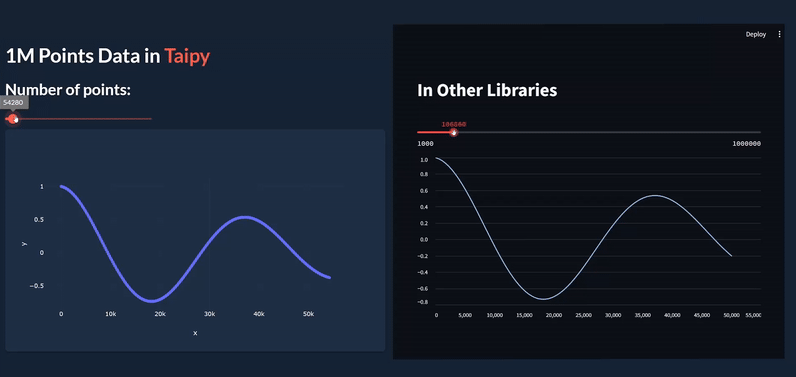 1M Points Data in Taipy
Number of points:
54280
1
0.5
0
−0.5
Y
0 10k 20k 30k 40k 50k
x
Deploy
In Other Libraries
1000 1000000
1.0
0.8
0.6
0.4
0.2
0.0
−0.2
−0.4
−0.6
−0.8
0 5,000 10,000 15,000 20,000 25,000 30,000 35,000 40,000 45,000 50,000 55,000